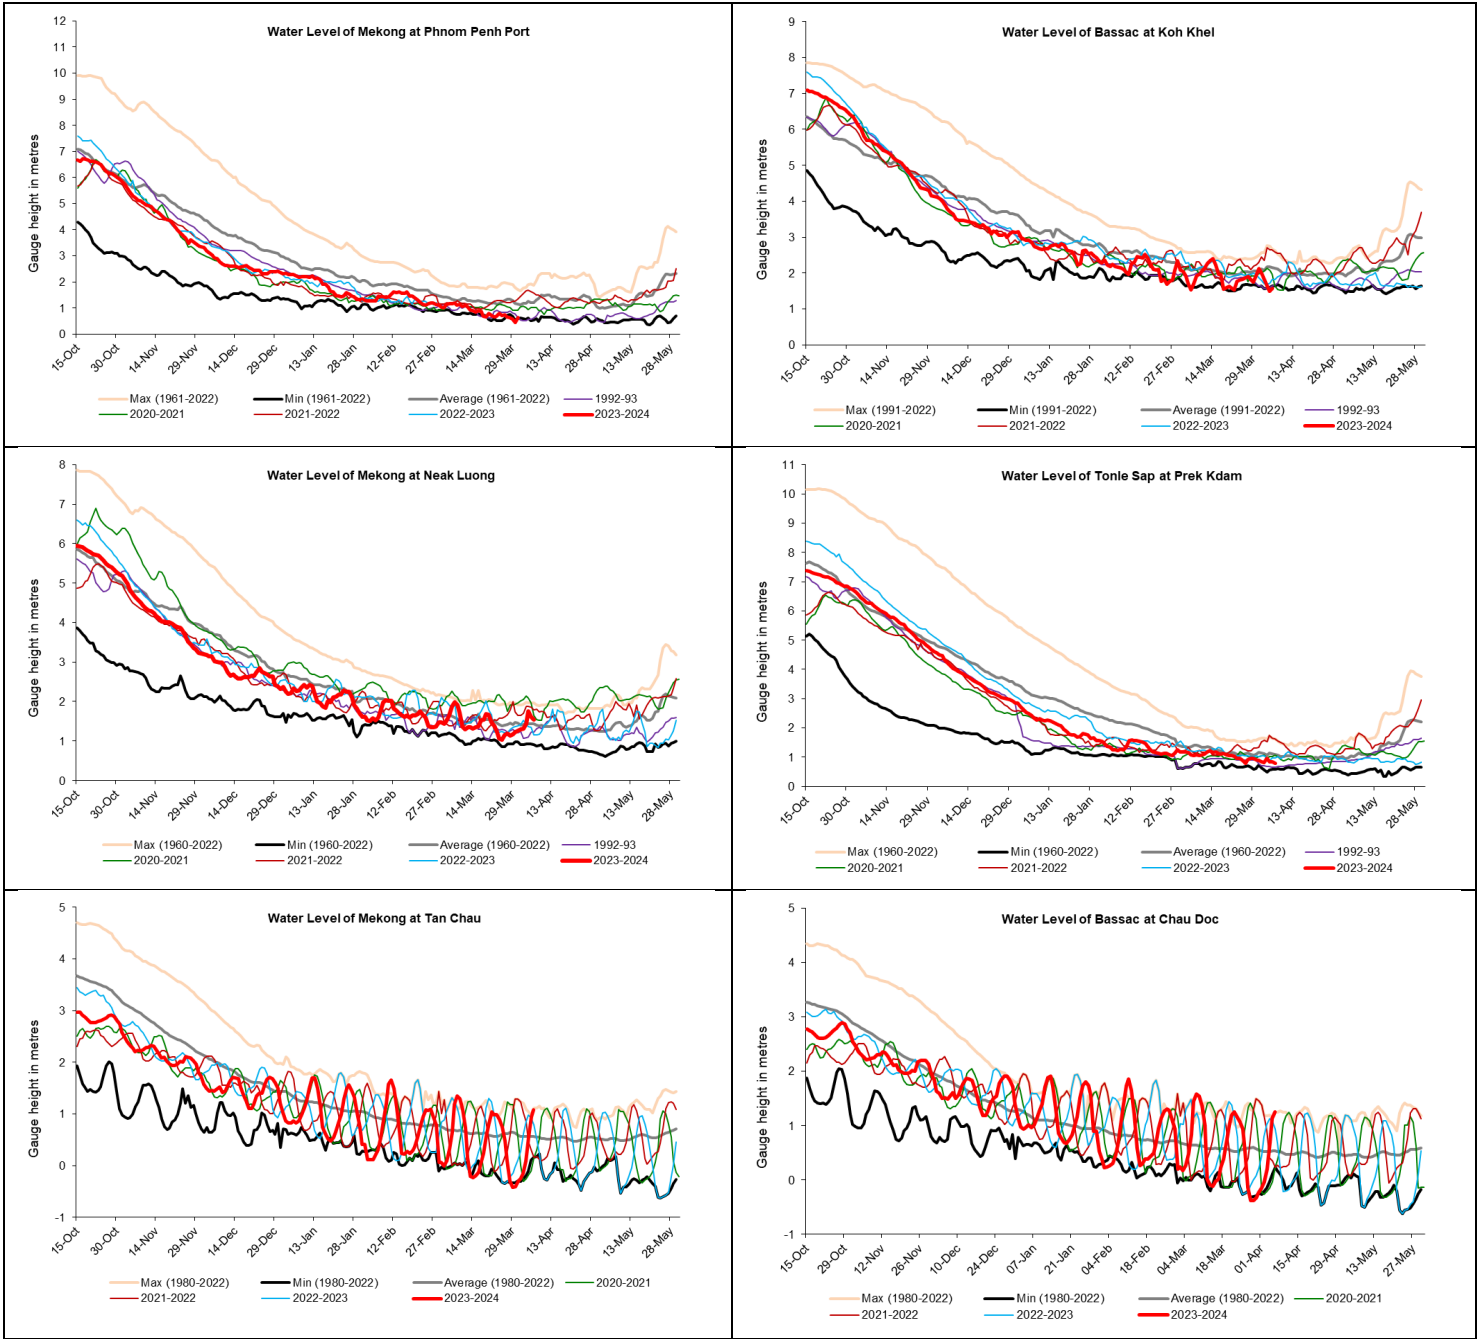 Water Level of Mekong at Phnom Penh Port
Gauge height in metres
12
11
10
9
8
7
6
5
4
3
2
1
0
15-Oct 30-Oct 14-Nov 29-Nov 14-Dec 29-Dec 13-Jan 28-Jan 12-Feb 27-Feb 14-Mar 29-Mar 13-Apr 28-Apr 13-May 28-May
Max (1961-2022) Min (1961-2022) Average (1961-2022) 1992-93
2020-2021 2021-2022 2022-2023 2023-2024
Water Level of Bassac at Koh Khel
Gauge height in metres
9
8
7
6
5
4
3
2
1
0
15-Oct 30-Oct 14-Nov 29-Nov 14-Dec 29-Dec 13-Jan 28-Jan 12-Feb 27-Feb 14-Mar 29-Mar 13-Apr 28-Apr 13-May 28-May
Max (1991-2022) Min (1991-2022) Average (1991-2022) 1992-93
2020-2021 2021-2022 2022-2023 2023-2024
Water Level of Mekong at Neak Luong
Gauge height in metres
8
7
6
5
4
3
2
1
0
15-Oct 30-Oct 14-Nov 29-Nov 14-Dec 29-Dec 13-Jan 28-Jan 12-Feb 27-Feb 14-Mar 29-Mar 13-Apr 28-Apr 13-May 28-May
Max (1960-2022) Min (1960-2022) Average (1960-2022) 1992-93
2020-2021 2021-2022 2022-2023 2023-2024
Water Level of Tonle Sap at Prek Kdam
Gauge height in metres
11
10
9
8
7
6
5
4
3
2
1
0
15-Oct 30-Oct 14-Nov 29-Nov 14-Dec 29-Dec 13-Jan 28-Jan 12-Feb 27-Feb 14-Mar 29-Mar 13-Apr 28-Apr 13-May 28-May
Max (1960-2022) Min (1960-2022) Average (1960-2022) 1992-93
2020-2021 2021-2022 2022-2023 2023-2024
Water Level of Mekong at Tan Chau
Gauge height in metres
5
4
3
2
1
0
-1
15-Oct 30-Oct 14-Nov 29-Nov 14-Dec 29-Dec 13-Jan 28-Jan 12-Feb 27-Feb 14-Mar 29-Mar 13-Apr 28-Apr 13-May 28-May
Max (1980-2022) Min (1980-2022) Average (1980-2022) 2020-2021
2021-2022 2022-2023 2023-2024
Water Level of Bassac at Chau Doc
Gauge height in metres
5
4
3
2
1
0
-1
15-Oct 29-Oct 12-Nov 26-Nov 10-Dec 24-Dec 07-Jan 21-Jan 04-Feb 18-Feb 04-Mar 18-Mar 01-Apr 15-Apr 29-Apr 13-May 27-May
Max (1980-2022) Min (1980-2022) Average (1980-2022) 2020-2021
2021-2022 2022-2023 2023-2024